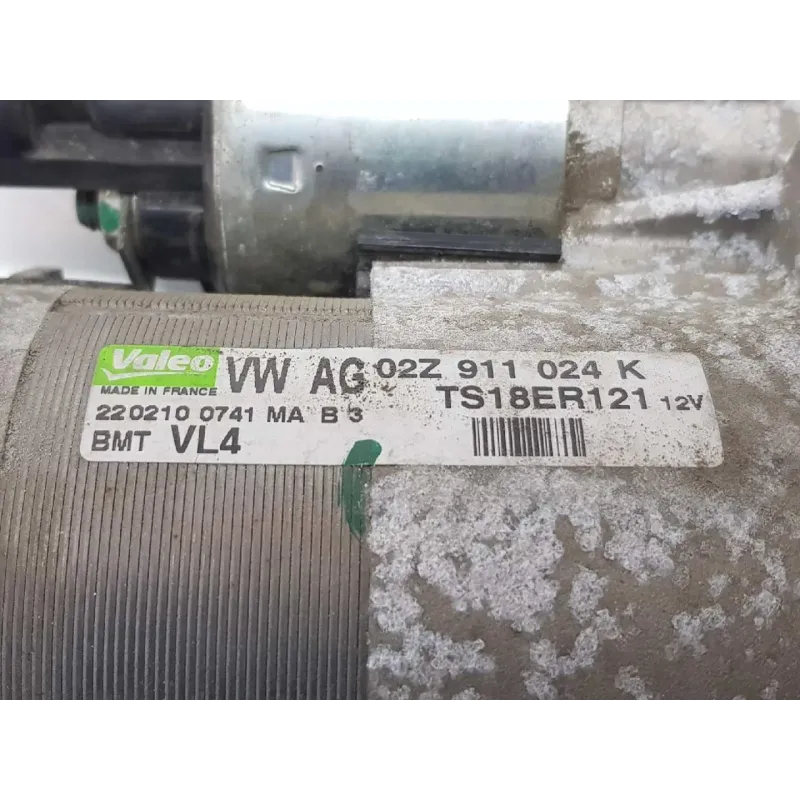 Valeo VW AG 02Z 911 024 K
MADE IN FRANCE TS18ER121 12V
220210 0741 MA B 3
BMT VL4